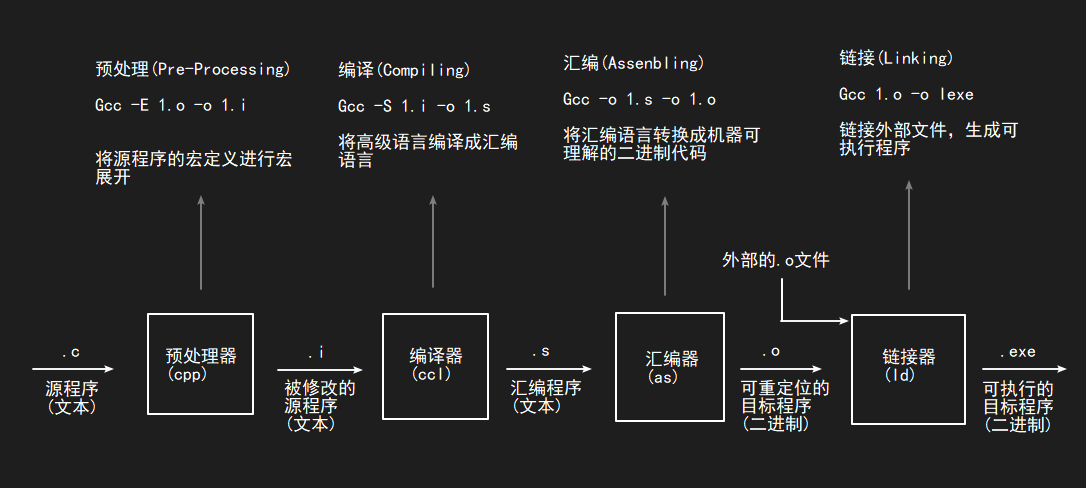 预处理(Pre-Processing)
Gcc -E 1.o -o 1.i
将源程序的宏定义进行宏
展开
编译(Compiling)
Gcc -S 1.i -o 1.s
将高级语言编译成汇编
语言
汇编(Assenbling)
Gcc -o 1.s -o 1.o
将汇编语言转换成机器可
理解的二进制代码
链接(Linking)
Gcc 1.o -o lexe
链接外部文件，生成可
执行程序
外部的.o文件
.c
源程序
(文本)
预处理器
(cpp)
.i
被修改的
源程序
(文本)
编译器
(ccl)
.s
汇编程序
(文本)
汇编器
(as)
.o
可重定位的
目标程序
(二进制)
链接器
(ld)
.exe
可执行的
目标程序
(二进制)